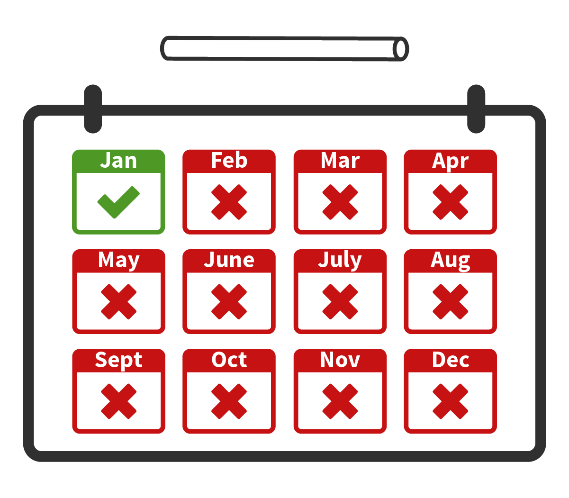 Jan Feb Mar Apr
May June July Aug
Sept Oct Nov Dec